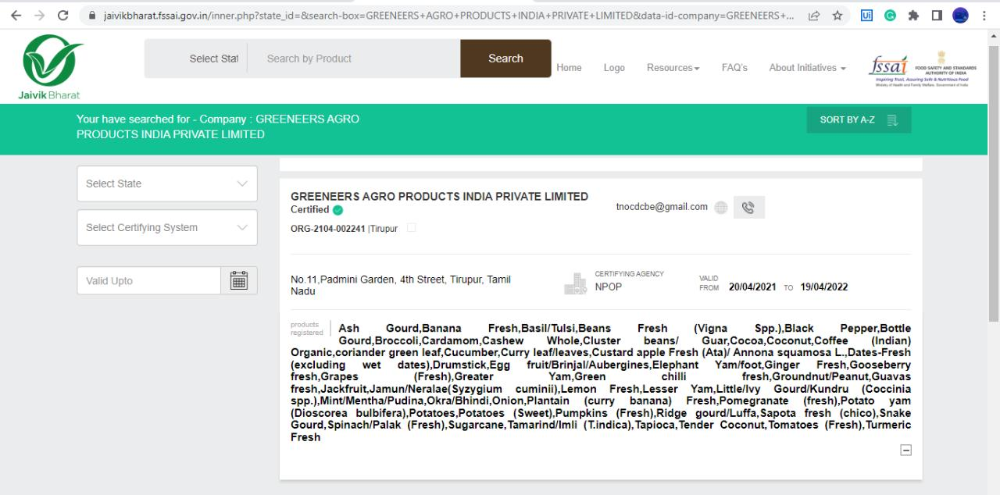 jaivikbharat.fssai.gov.in/inner.php?state_id=&search-box=GREENEERS+AGRO+PRODUCTS+INDIA+PRIVATE+LIMITED&data-id-company=GREENEERS+...
Ui
G
Jaivik Bharat
Select Stat
Search by Product
Search
Home
Logo
Resources
FAQ's
About Initiatives
fssai
FOOD SAFETY AND STANDARDS
AUTHORITY OF INDIA
Inspiring Trust, Assuring Safe & Nutritious Food
Ministry of Health and Family Welfare, Government of India
Your have searched for - Company : GREENEERS AGRO
PRODUCTS INDIA PRIVATE LIMITED
SORT BY A-Z
Select State
Select Certifying System
Valid Upto
GREENEERS AGRO PRODUCTS INDIA PRIVATE LIMITED
Certified
ORG-2104-002241 |Tirupur
tnocdcbe@gmail.com
No.11,Padmini Garden, 4th Street, Tirupur, Tamil
Nadu
CERTIFYING AGENCY
NPOP
VALID
FROM 20/04/2021 TO 19/04/2022
products
registered
Ash Gourd,Banana Fresh,Basil/Tulsi,Beans Fresh (Vigna Spp.),Black Pepper,Bottle
Gourd,Broccoli,Cardamom,Cashew Whole,Cluster beans/ Guar,Cocoa,Coconut,Coffee (Indian)
Organic,coriander green leaf,Cucumber,Curry leaf/leaves,Custard apple Fresh (Ata)/ Annona squamosa L.,Dates-Fresh
(excluding wet dates),Drumstick,Egg fruit/Brinjal/Aubergines,Elephant Yam/foot,Ginger Fresh,Gooseberry
fresh,Grapes (Fresh),Greater Yam,Green chilli fresh,Groundnut/Peanut,Guavas
fresh,Jackfruit,Jamun/Neralae(Syzygium cuminii),Lemon Fresh,Lesser Yam,Little/Ivy Gourd/Kundru (Coccinia
spp.),Mint/Mentha/Pudina,Okra/Bhindi,Onion,Plantain (curry banana) Fresh,Pomegranate (fresh),Potato yam
(Dioscorea bulbifera),Potatoes,Potatoes (Sweet),Pumpkins (Fresh),Ridge gourd/Luffa,Sapota fresh (chico),Snake
Gourd,Spinach/Palak (Fresh),Sugarcane,Tamarind/Imli (T.indica),Tapioca,Tender Coconut,Tomatoes (Fresh),Turmeric
Fresh